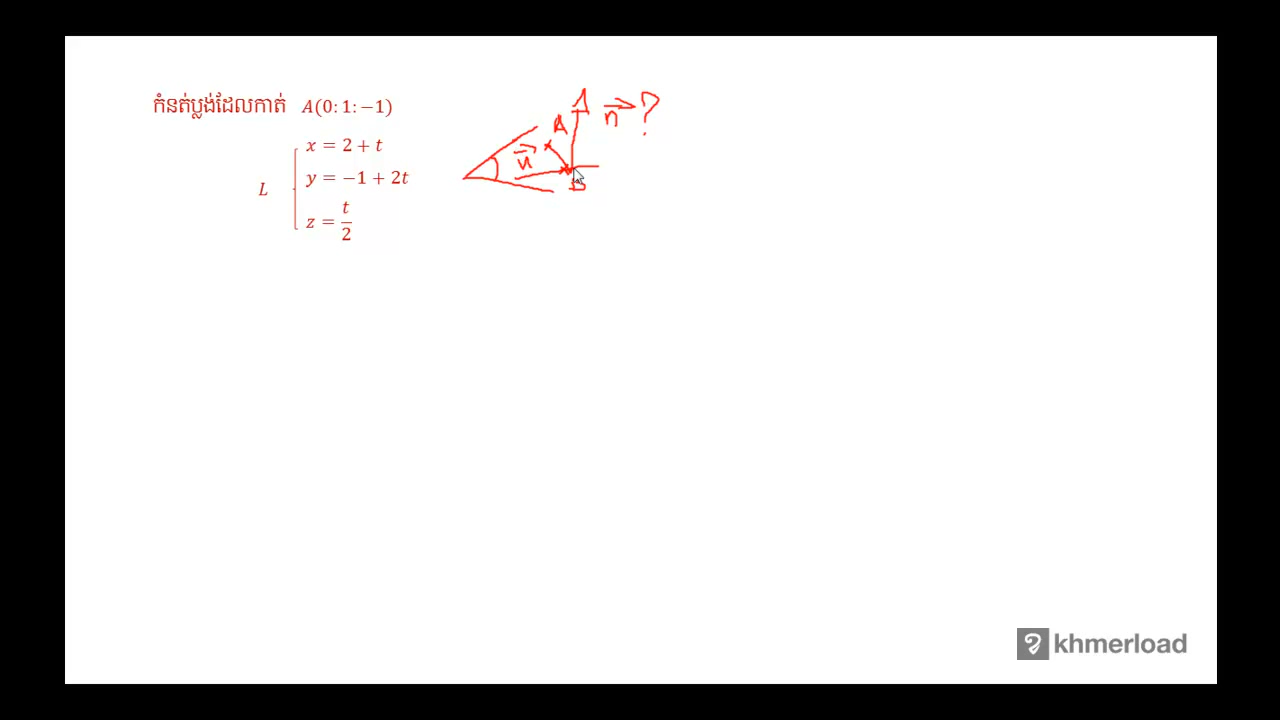 កំនត់ប្លង់ដែលកាត់ A(0: 1: −1)
L
x = 2 + t
y = −1 + 2t
z = t/2
A
n ?
u
B
khmerload